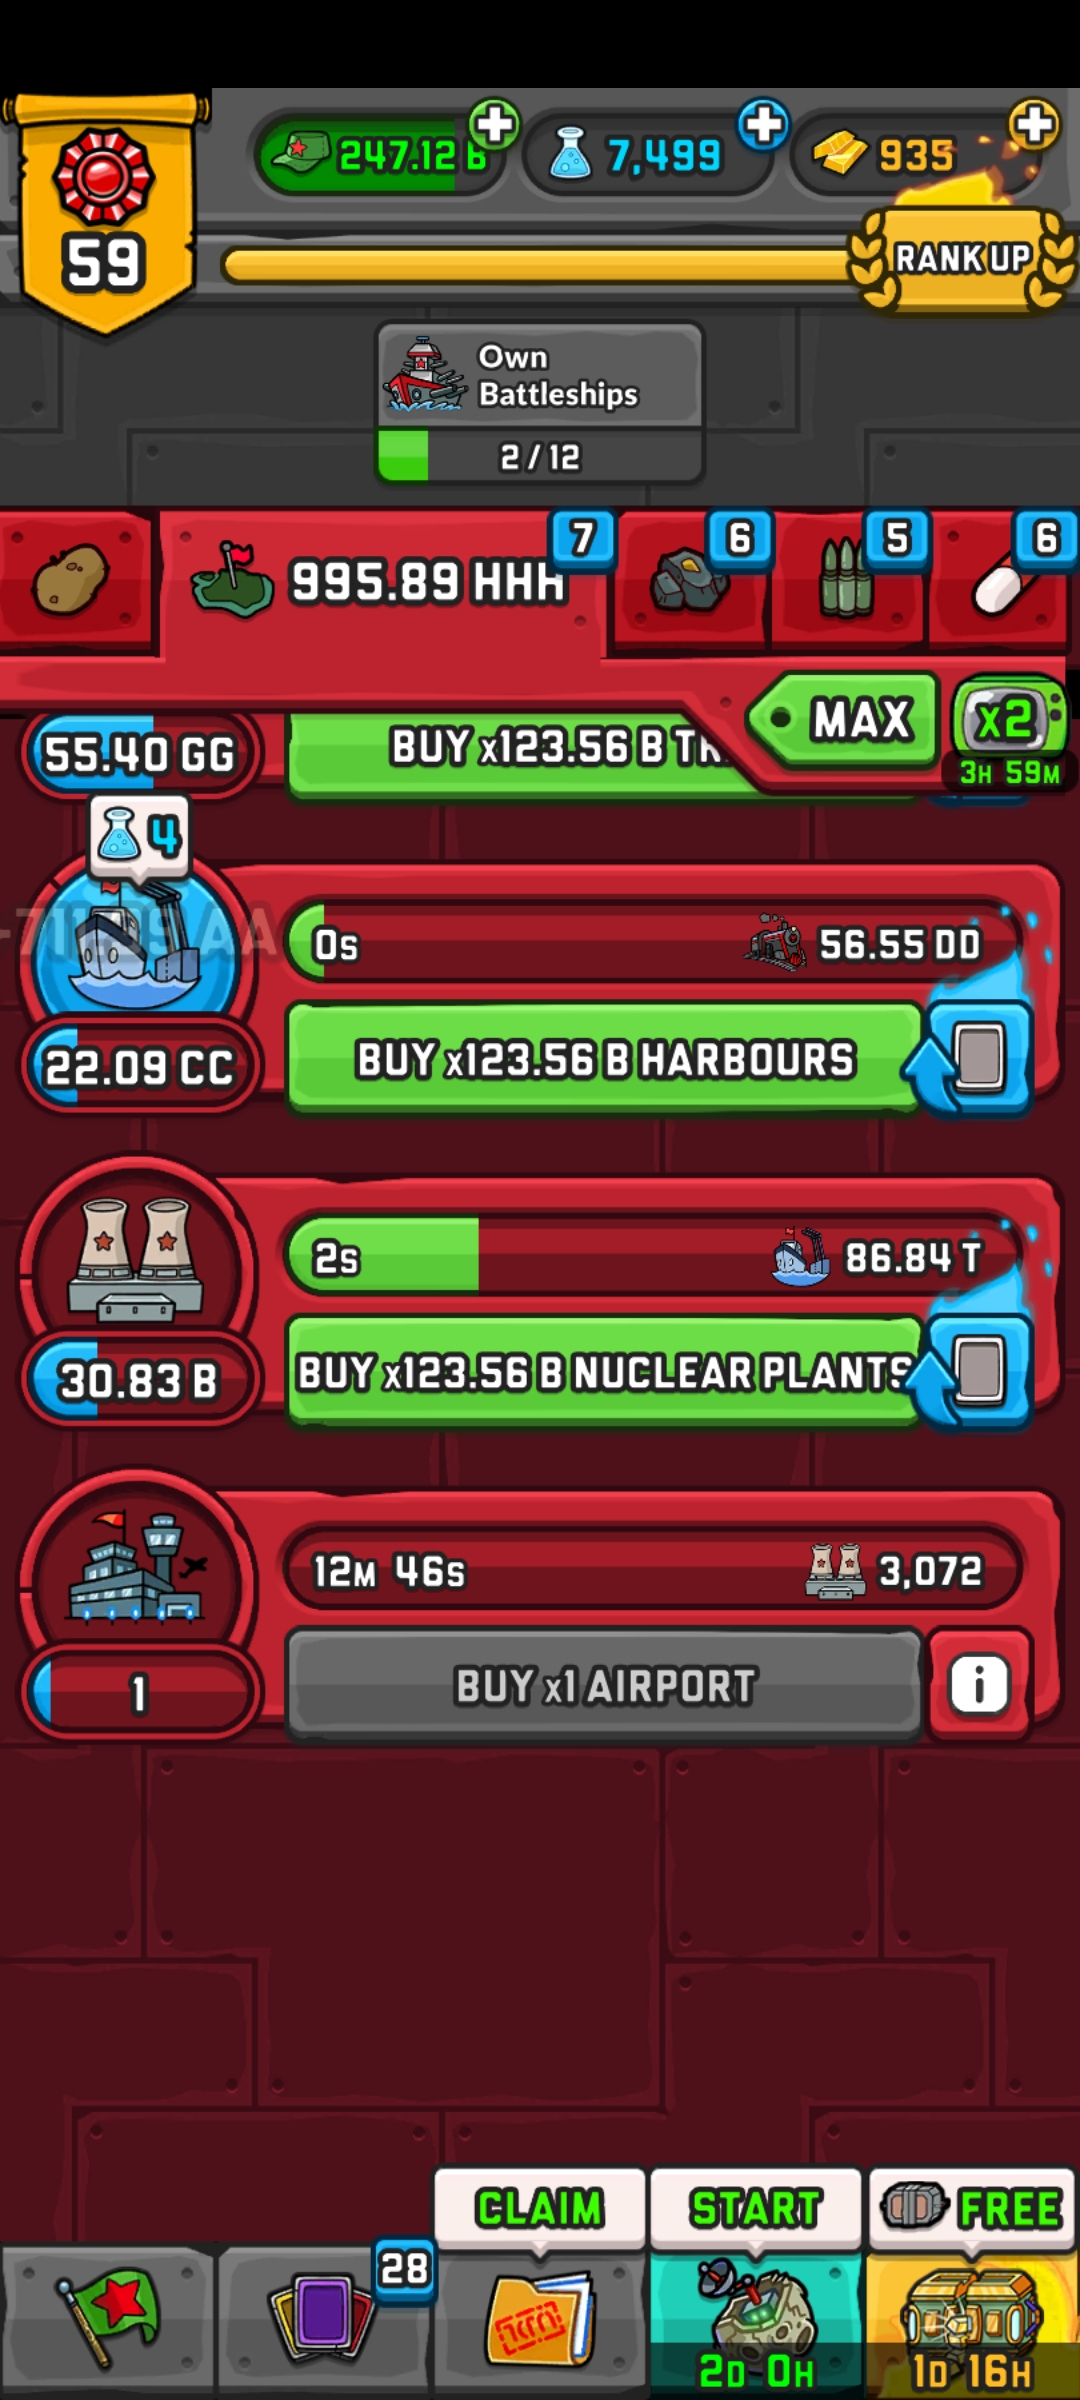 247.12 B
7,499
935
59
RANK UP
Own
Battleships
2 / 12
995.89 HHH
7
6
5
6
MAX
x2
3H 59M
55.40 GG
BUY x123.56 B
4
0s
56.55 DD
22.09 CC
BUY x123.56 B HARBOURS
2s
86.84 T
30.83 B
BUY x123.56 B NUCLEAR PLANTS
12M 46s
3,072
1
BUY x1 AIRPORT
i
CLAIM
START
FREE
28
2D 0H
1D 16H